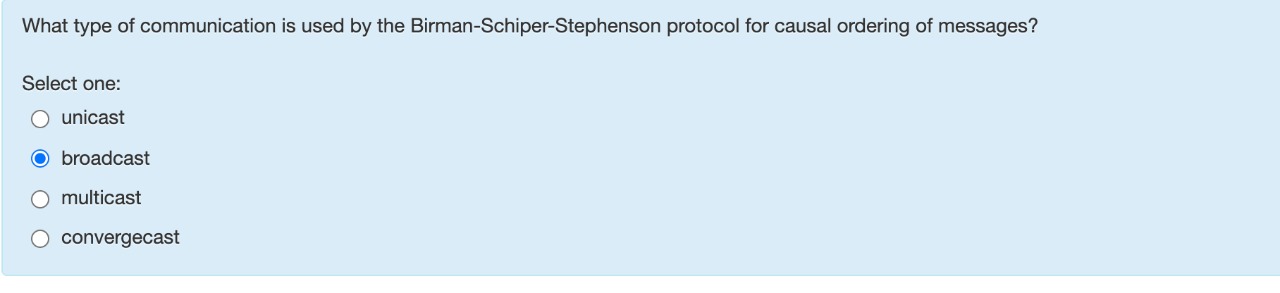 What type of communication is used by the Birman-Schiper-Stephenson protocol for causal ordering of messages?
Select one:
unicast
broadcast
multicast
convergecast